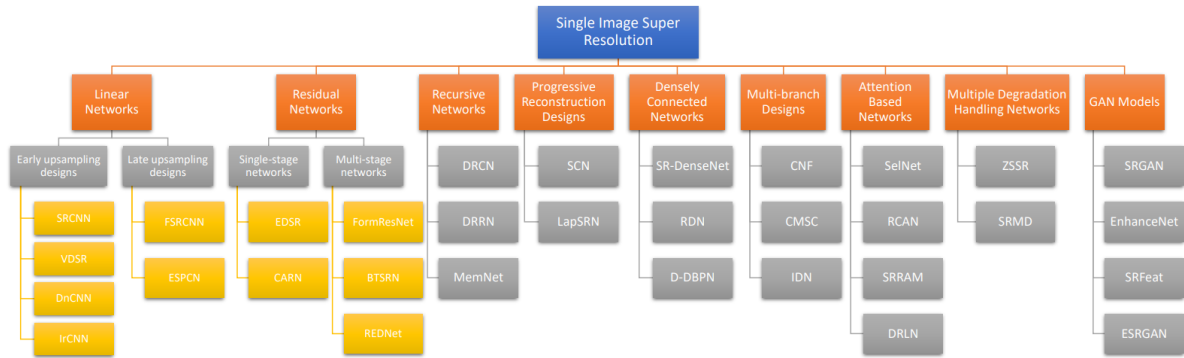 Single Image Super
Resolution
Linear
Networks
Residual
Networks
Recursive
Networks
Progressive
Reconstruction
Designs
Densely
Connected
Networks
Multi-branch
Designs
Attention
Based
Networks
Multiple Degradation
Handling Networks
GAN Models
Early upsampling
designs
Late upsampling
designs
Single-stage
networks
Multi-stage
networks
SRCNN
VDSR
DnCNN
IrCNN
FSRCNN
ESPCN
EDSR
CARN
FormResNet
BTSRN
REDNet
DRCN
DRRN
MemNet
SCN
LapSRN
SR-DenseNet
RDN
D-DBPN
CNF
CMSC
IDN
SelNet
RCAN
SRRAM
DRLN
ZSSR
SRMD
SRGAN
EnhanceNet
SRFeat
ESRGAN